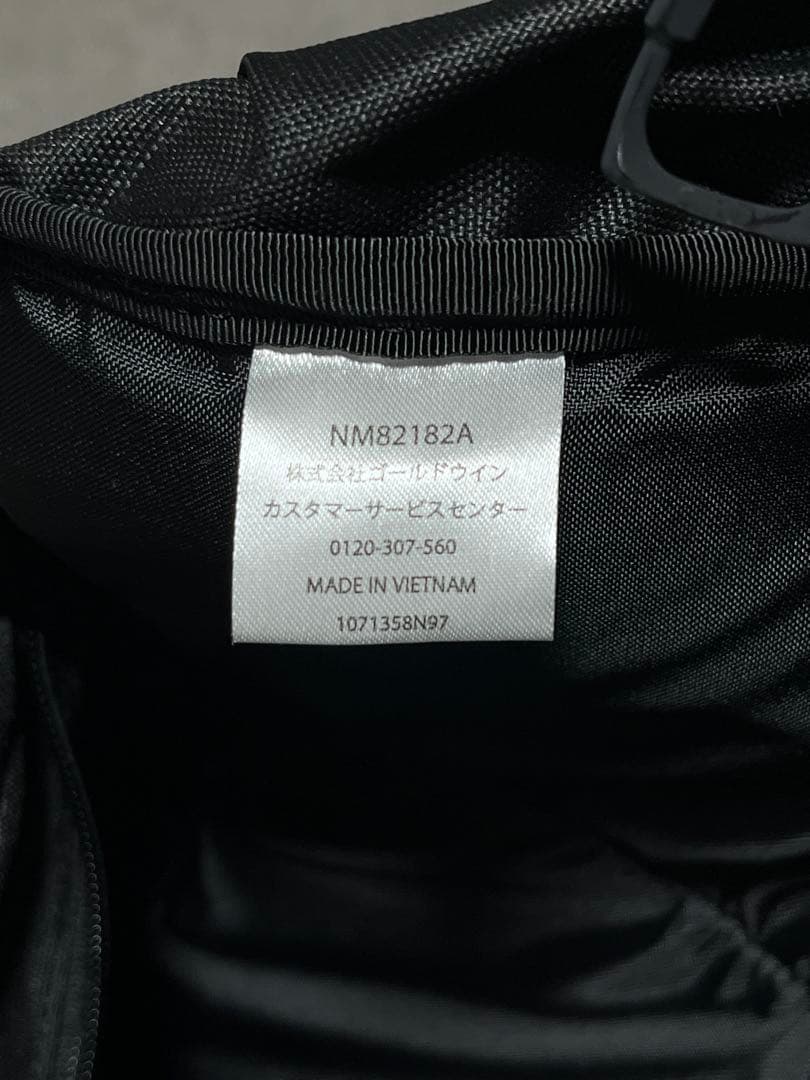 NM82182A
株式会社ゴールドウイン
カスタマーサービスセンター
0120-307-560
MADE IN VIETNAM
1071358N97